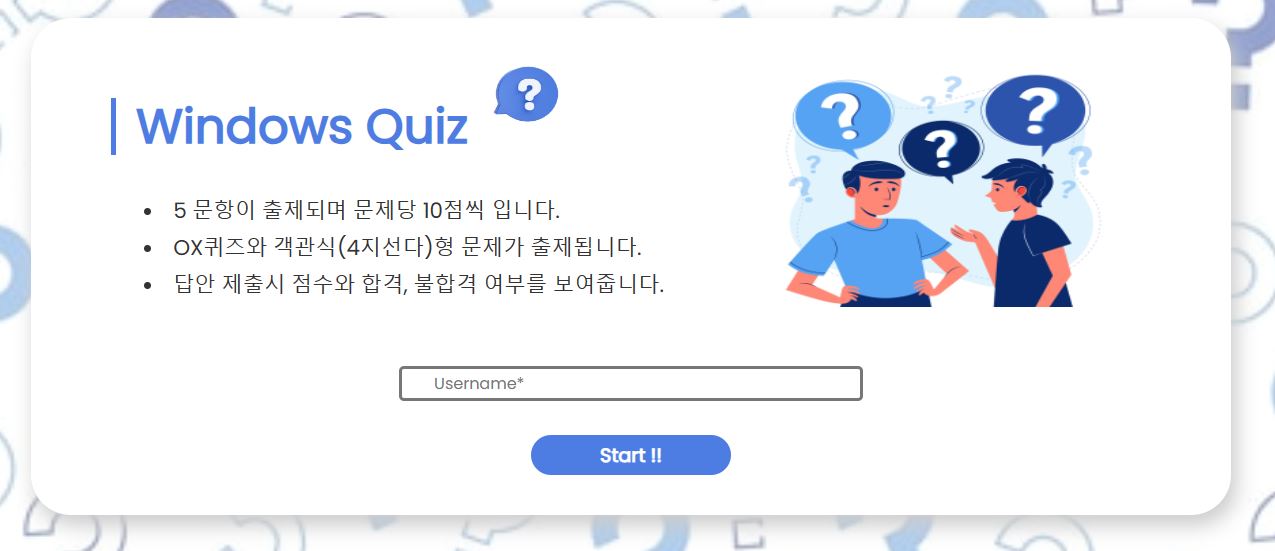 Windows Quiz
5 문항이 출제되며 문제당 10점씩 입니다.
OX퀴즈와 객관식(4지선다)형 문제가 출제됩니다.
답안 제출시 점수와 합격, 불합격 여부를 보여줍니다.
Username*
Start !!